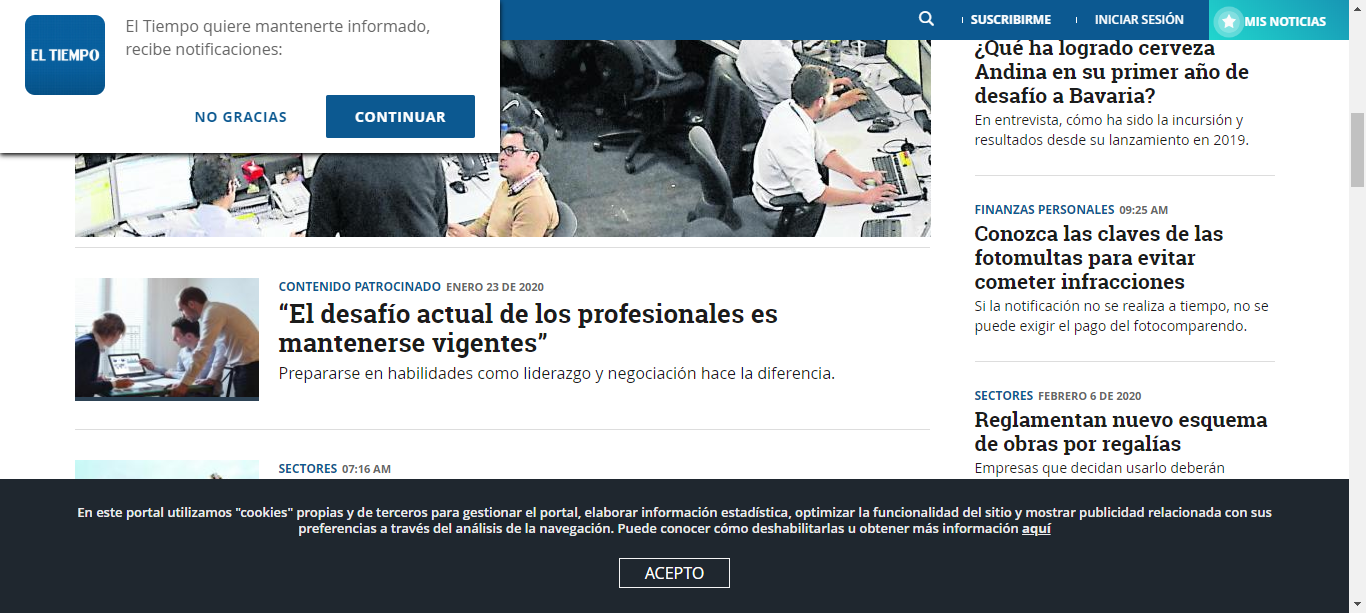 EL TIEMPO
El Tiempo quiere mantenerte informado,
recibe notificaciones:
NO GRACIAS
CONTINUAR
SUSCRIBIRME
INICIAR SESIÓN
MIS NOTICIAS
“El desafío actual de los profesionales es
mantenerse vigentes”
CONTENIDO PATROCINADO ENERO 23 DE 2020
Prepararse en habilidades como liderazgo y negociación hace la diferencia.
SECTORES 07:16 AM
¿Qué ha logrado cerveza
Andina en su primer año de
desafío a Bavaria?
En entrevista, cómo ha sido la incursión y
resultados desde su lanzamiento en 2019.
FINANZAS PERSONALES 09:25 AM
Conozca las claves de las
fotomultas para evitar
cometer infracciones
Si la notificación no se realiza a tiempo, no se
puede exigir el pago del fotocomparendo.
SECTORES FEBRERO 6 DE 2020
Reglamentan nuevo esquema
de obras por regalías
Empresas que decidan usarlo deberán
En este portal utilizamos "cookies" propias y de terceros para gestionar el portal, elaborar información estadística, optimizar la funcionalidad del sitio y mostrar publicidad relacionada con sus
preferencias a través del análisis de la navegación. Puede conocer cómo deshabilitarlas u obtener más información aquí
ACEPTO